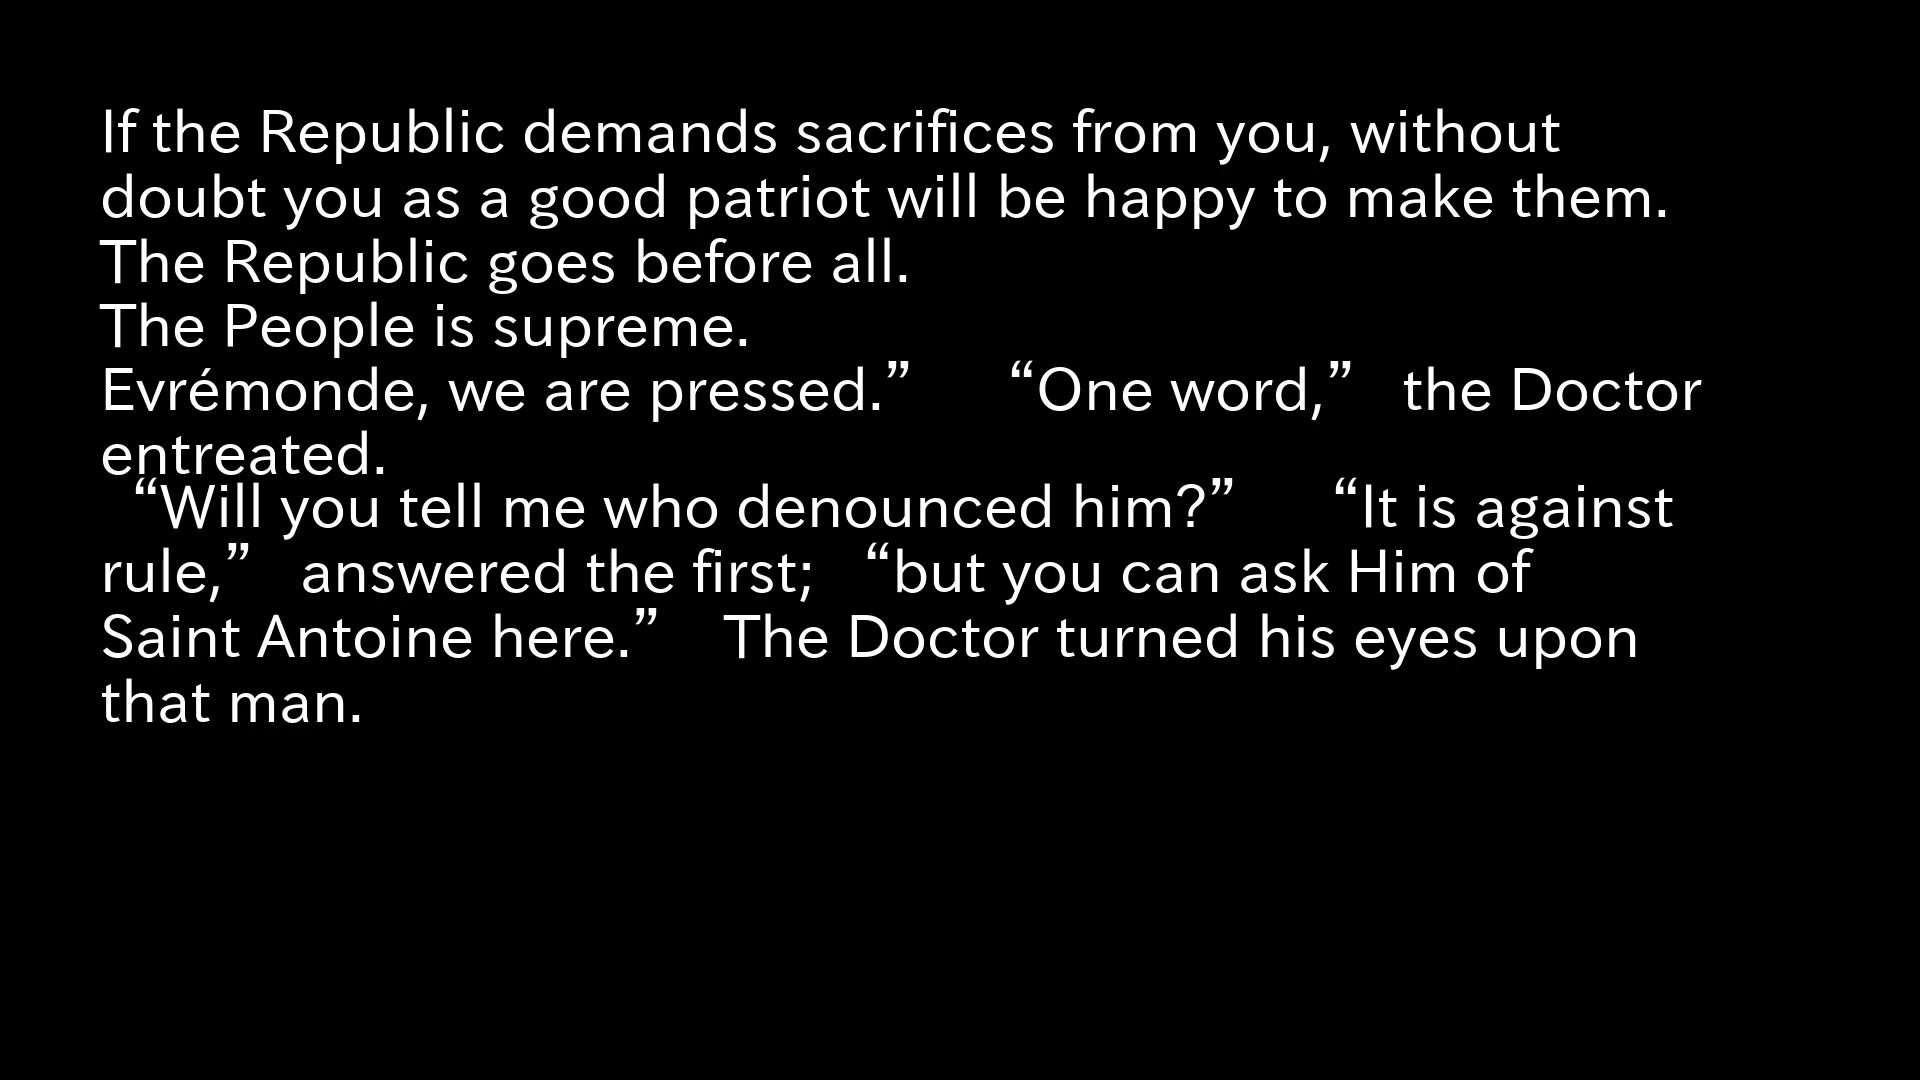 If the Republic demands sacrifices from you, without
doubt you as a good patriot will be happy to make them.
The Republic goes before all.
The People is supreme.
Evrémonde, we are pressed.” “One word,” the Doctor
entreated.
“Will you tell me who denounced him?” “It is against
rule,” answered the first; “but you can ask Him of
Saint Antoine here.” The Doctor turned his eyes upon
that man.